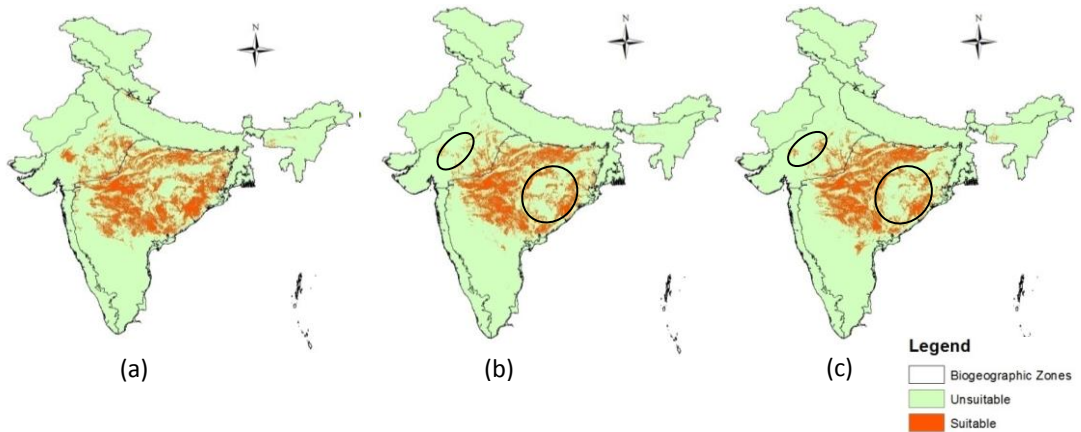 N
N
N
(a)
(b)
(c)
Legend
Biogeographic Zones
Unsuitable
Suitable